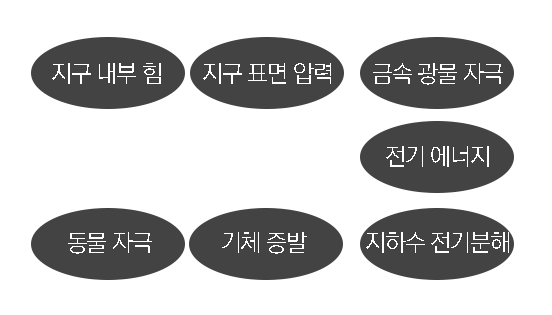 지구 내부 힘
지구 표면 압력
금속 광물 자극
전기 에너지
동물 자극
기체 증발
지하수 전기분해